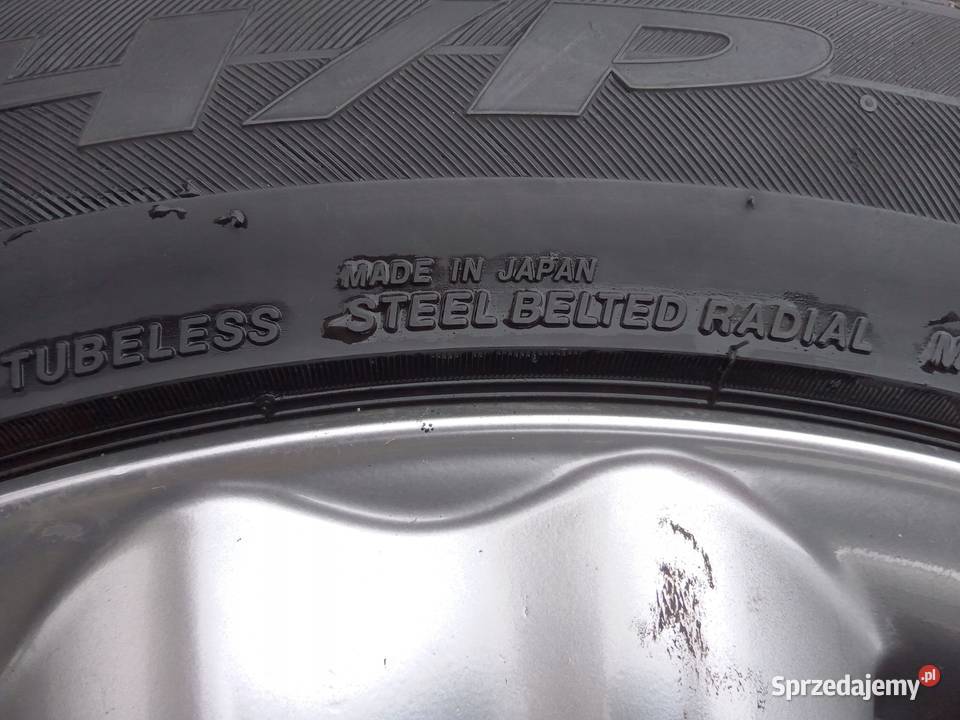 H/P
MADE IN JAPAN
TUBELESS STEEL BELTED RADIAL
Sprzedajemy.pl